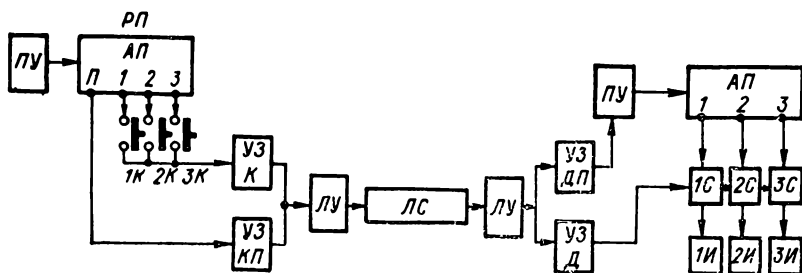 РП
ПУ
АП
П 1 2 3
1К 2К 3К
УЗ
К
УЗ
КП
ЛУ
ЛС
ЛУ
УЗ
ДП
УЗ
Д
ПУ
АП
1 2 3
1С 2С 3С
1И 2И 3И